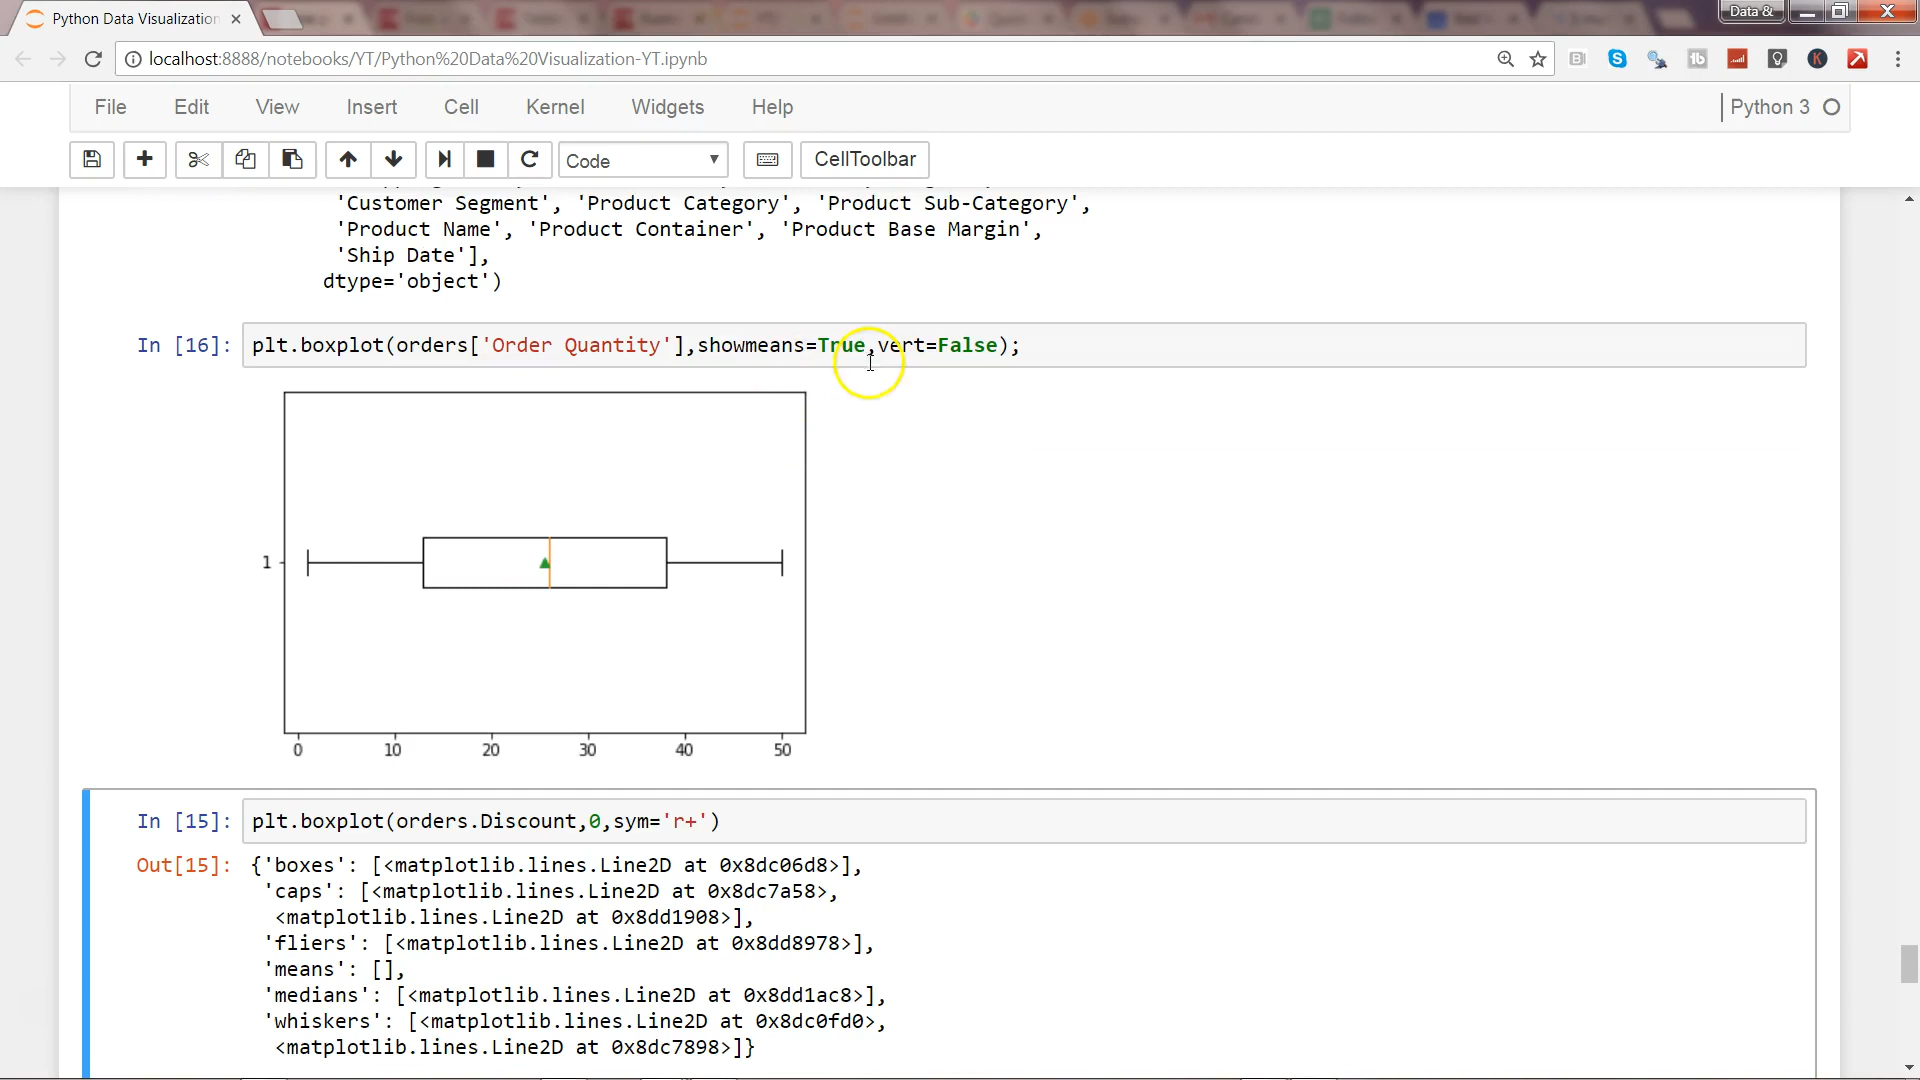 Python Data Visualization
Data &
localhost:8888/notebooks/YT/Python%20Data%20Visualization-YT.ipynb
File Edit View Insert Cell Kernel Widgets Help
Python 3
Code
CellToolbar
'Customer Segment', 'Product Category', 'Product Sub-Category',
'Product Name', 'Product Container', 'Product Base Margin',
'Ship Date'],
dtype='object')
In [16]: plt.boxplot(orders['Order Quantity'],showmeans=True,vert=False);
1
0 10 20 30 40 50
In [15]: plt.boxplot(orders.Discount,0,sym='r+')
Out[15]: {'boxes': [<matplotlib.lines.Line2D at 0x8dc06d8>],
'caps': [<matplotlib.lines.Line2D at 0x8dc7a58>,
<matplotlib.lines.Line2D at 0x8dd1908>],
'fliers': [<matplotlib.lines.Line2D at 0x8dd8978>],
'means': [],
'medians': [<matplotlib.lines.Line2D at 0x8dd1ac8>],
'whiskers': [<matplotlib.lines.Line2D at 0x8dc0fd0>,
<matplotlib.lines.Line2D at 0x8dc7898>]}